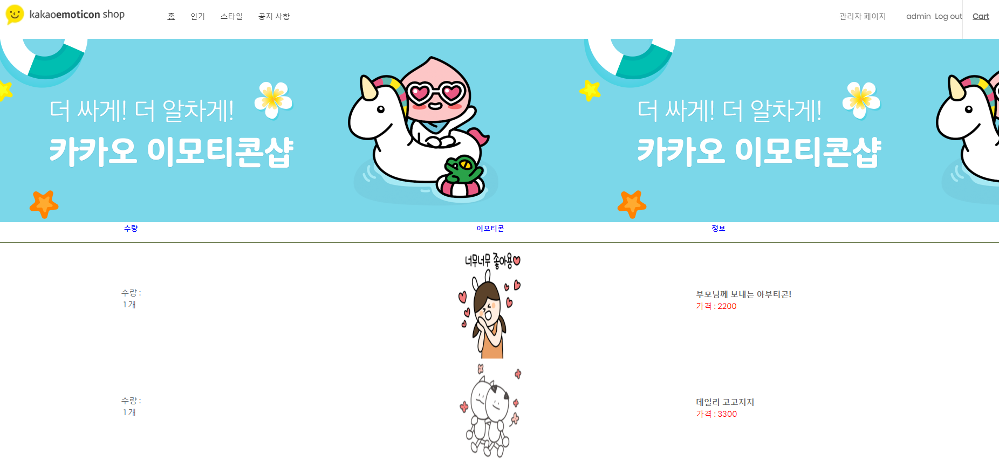 kakaoemoticon shop
홈 인기 스타일 공지 사항
관리자 페이지 admin Log out Cart
더 싸게! 더 알차게!
카카오 이모티콘샵
더 싸게! 더 알차게!
카카오 이모티콘샵
수량 이모티콘 정보
수량 :
1개
너무너무 좋아용
부모님께 보내는 아부티콘!
가격 : 2200
수량 :
1개
데일리 고고지지
가격 : 3300